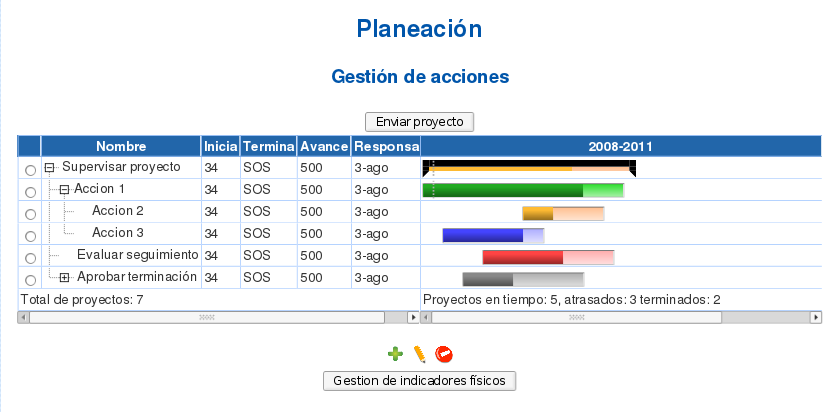 Planeación
Gestión de acciones
Enviar proyecto
Nombre Inicia Termina Avance Responsa 2008-2011
Supervisar proyecto 34 SOS 500 3-ago
Accion 1 34 SOS 500 3-ago
Accion 2 34 SOS 500 3-ago
Accion 3 34 SOS 500 3-ago
Evaluar seguimiento 34 SOS 500 3-ago
Aprobar terminación 34 SOS 500 3-ago
Total de proyectos: 7 Proyectos en tiempo: 5, atrasados: 3 terminados: 2
Gestion de indicadores físicos